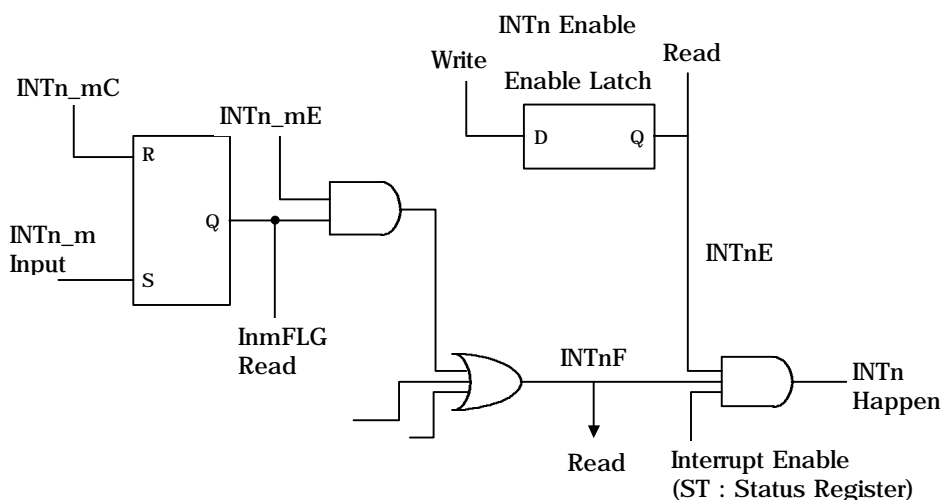 INTn Enable
Write
Read
INTn_mC
Enable Latch
INTn_mE
D
Q
R
Q
INTn_m
Input
S
INTnE
InmFLG
Read
INTnF
INTn
Happen
Read
Interrupt Enable
(ST : Status Register)